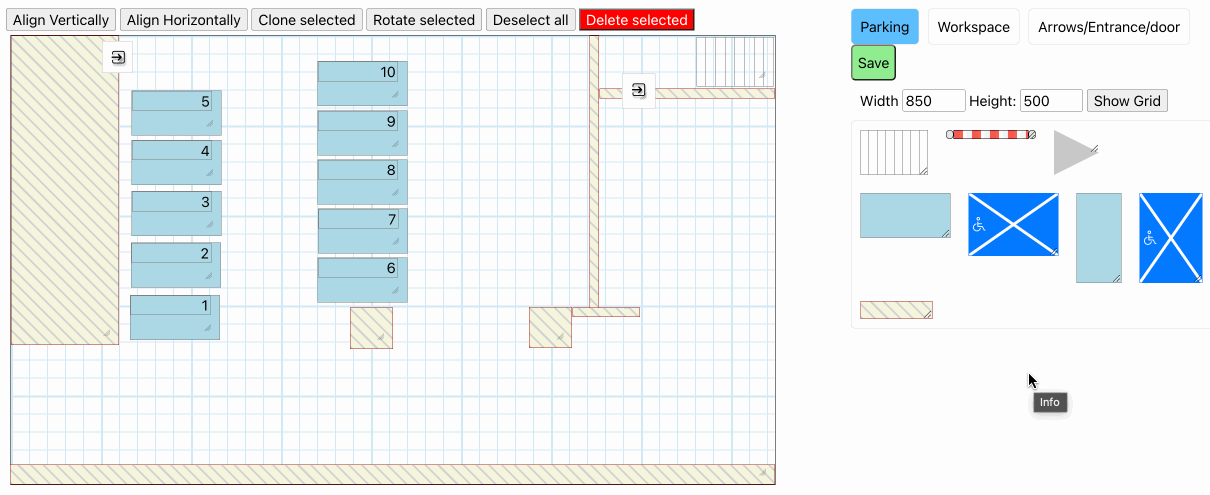 Align Vertically Align Horizontally Clone selected Rotate selected Deselect all Delete selected
Parking Workspace Arrows/Entrance/door
Save
Width 850 Height: 500 Show Grid
5
4
3
2
1
10
9
8
7
6
Info